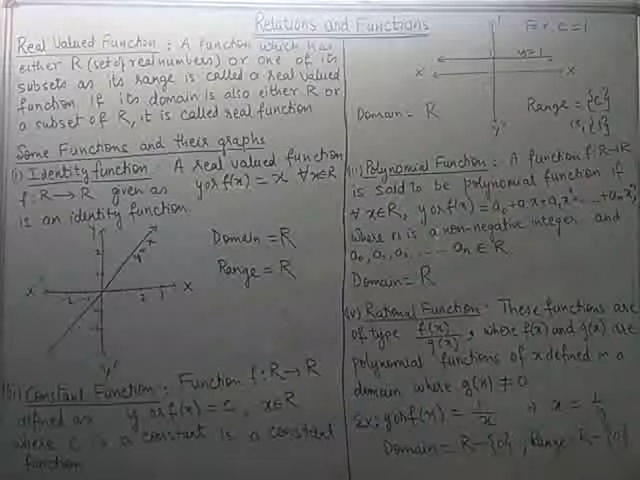 Relations and Functions
Real Valued Function : A function which has
either R (set of real numbers) or one of its
subsets as its range is called a real valued
function. If its domain is also either R or
a subset of R, it is called real function
Some Functions and their graphs
(i) Identity function : A real valued function
f : R → R given as y or f(x) = x ∀ x∈R
is an identity function.
Domain = R
Range = R
Y
X' X
Y'
(ii) Constant Function : Function f : R → R
defined as y or f(x) = c, x∈R
where C is a constant is a constant
function
For c=1
y=1
X X
Y'
Domain = R
Range = {c}
(iii) Polynomial Function : A function f : R→R
is said to be polynomial function if
∀ x∈R, y or f(x) = a₀+a₁x+a₂x²...+aₙxⁿ,
where n is a non-negative integer and
a₀, a₁, a₂, .... aₙ ∈ R
Domain = R
(iv) Rational Function : These functions are
of type f(x)/g(x), where f(x) and g(x) are
polynomial functions of x defined in a
domain where g(x) ≠ 0
Ex: y or f(x) = 1/x ⇒ x = 1/y
Domain = R-{0}, Range = R-{0}